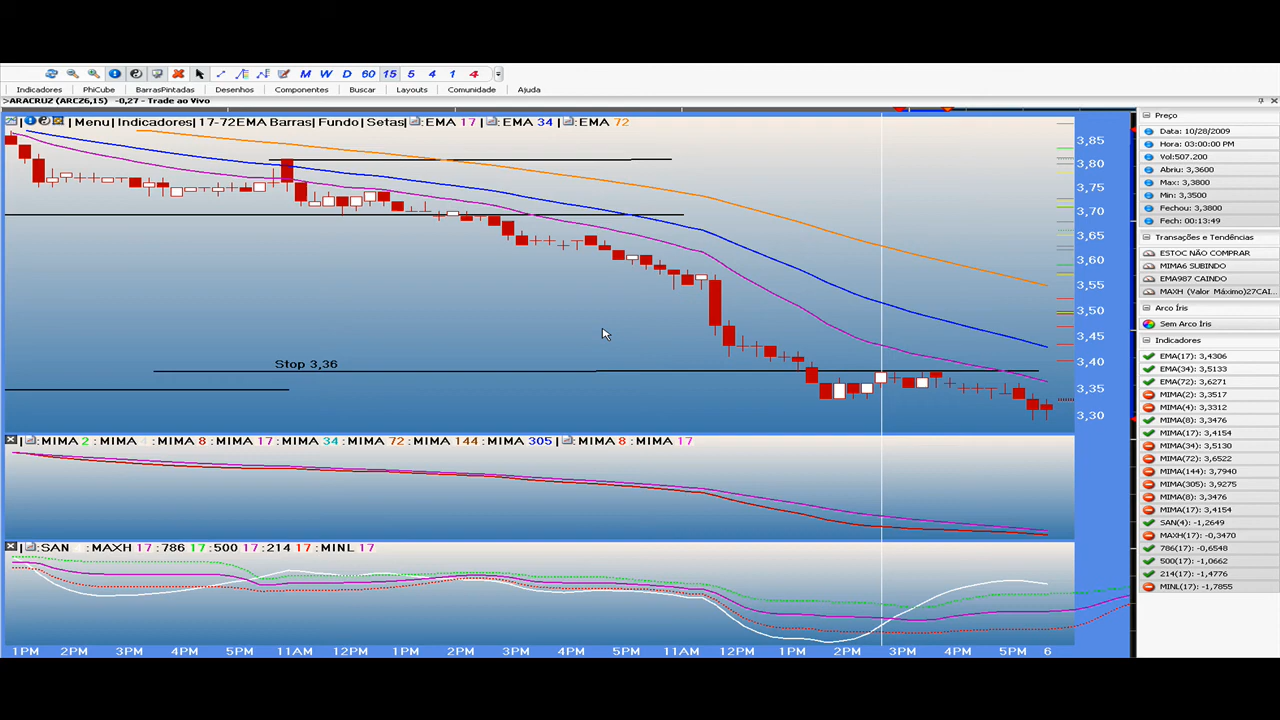 M W D 60 15 5 4 1 4
Indicadores PhiCube BarrasPintadas Desenhos Componentes Buscar Layouts Comunidade Ajuda
>ARACRUZ (ARCZ6,15) -0,27 - Trade ao Vivo
|Menu| Indicadores| 17-72EMA Barras| Fundo| Setas| :EMA 17 :EMA 34 :EMA 72
3,85
3,80
3,75
3,70
3,65
3,60
3,55
3,50
3,45
3,40
3,35
3,30
Stop 3,36
:MIMA 2 :MIMA 4 :MIMA 8 :MIMA 17 :MIMA 34 :MIMA 72 :MIMA 144 :MIMA 305 :MIMA 8 :MIMA 17
:SAN 4 :MAXH 17 :786 17 :500 17 :214 17 :MINL 17
1PM 2PM 3PM 4PM 5PM 11AM 12PM 1PM 2PM 3PM 4PM 5PM 11AM 12PM 1PM 2PM 3PM 4PM 5PM 6
Preço
Data: 10/28/2009
Hora: 03:00:00 PM
Vol:507.200
Abriu: 3,3600
Max: 3,3800
Min: 3,3500
Fechou: 3,3800
Fech: 00:13:49
Transações e Tendências
ESTOC NÃO COMPRAR
MIMA6 SUBINDO
EMA987 CAINDO
MAXH (Valor Máximo)27CAI...
Arco Íris
Sem Arco Íris
Indicadores
EMA(17): 3,4306
EMA(34): 3,5133
EMA(72): 3,6271
MIMA(2): 3,3517
MIMA(4): 3,3312
MIMA(8): 3,3476
MIMA(17): 3,4154
MIMA(34): 3,5130
MIMA(72): 3,6522
MIMA(144): 3,7940
MIMA(305): 3,9275
MIMA(8): 3,3476
MIMA(17): 3,4154
SAN(4): -1,2649
MAXH(17): -0,3470
786(17): -0,6548
500(17): -1,0662
214(17): -1,4776
MINL(17): -1,7855